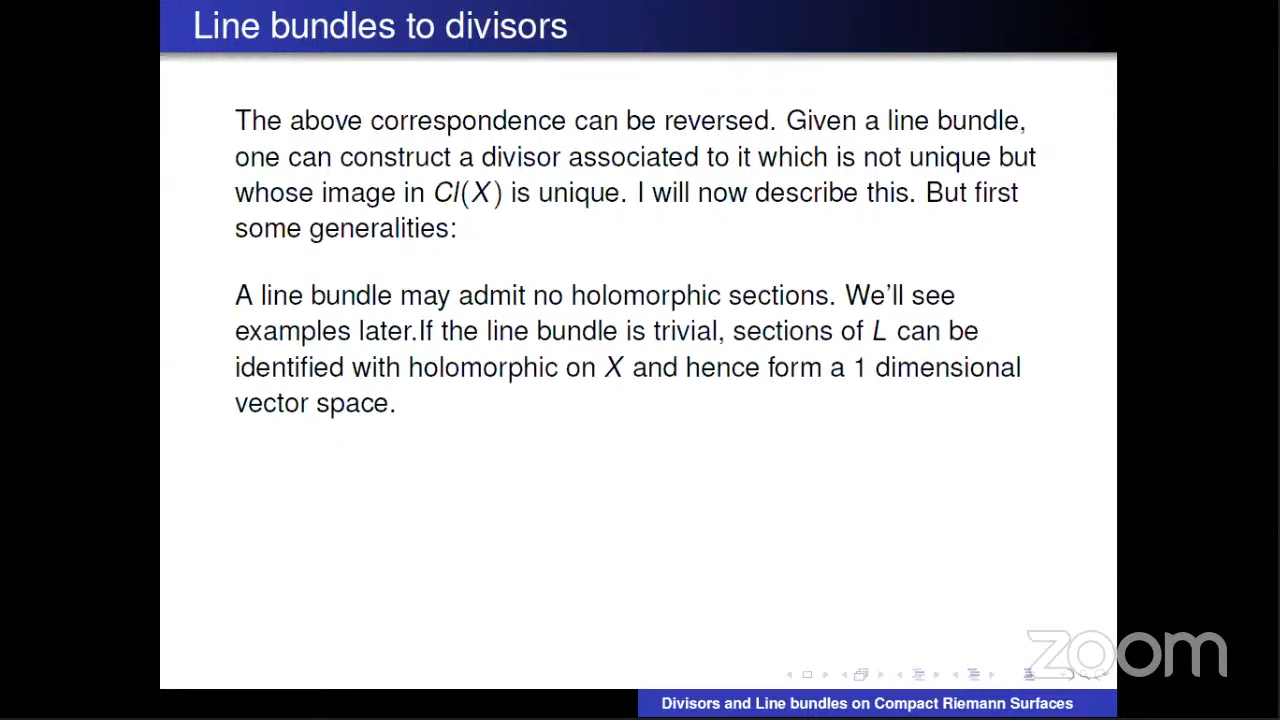 Line bundles to divisors
The above correspondence can be reversed. Given a line bundle,
one can construct a divisor associated to it which is not unique but
whose image in Cl(X) is unique. I will now describe this. But first
some generalities:
A line bundle may admit no holomorphic sections. We'll see
examples later.If the line bundle is trivial, sections of L can be
identified with holomorphic on X and hence form a 1 dimensional
vector space.
zoom
Divisors and Line bundles on Compact Riemann Surfaces